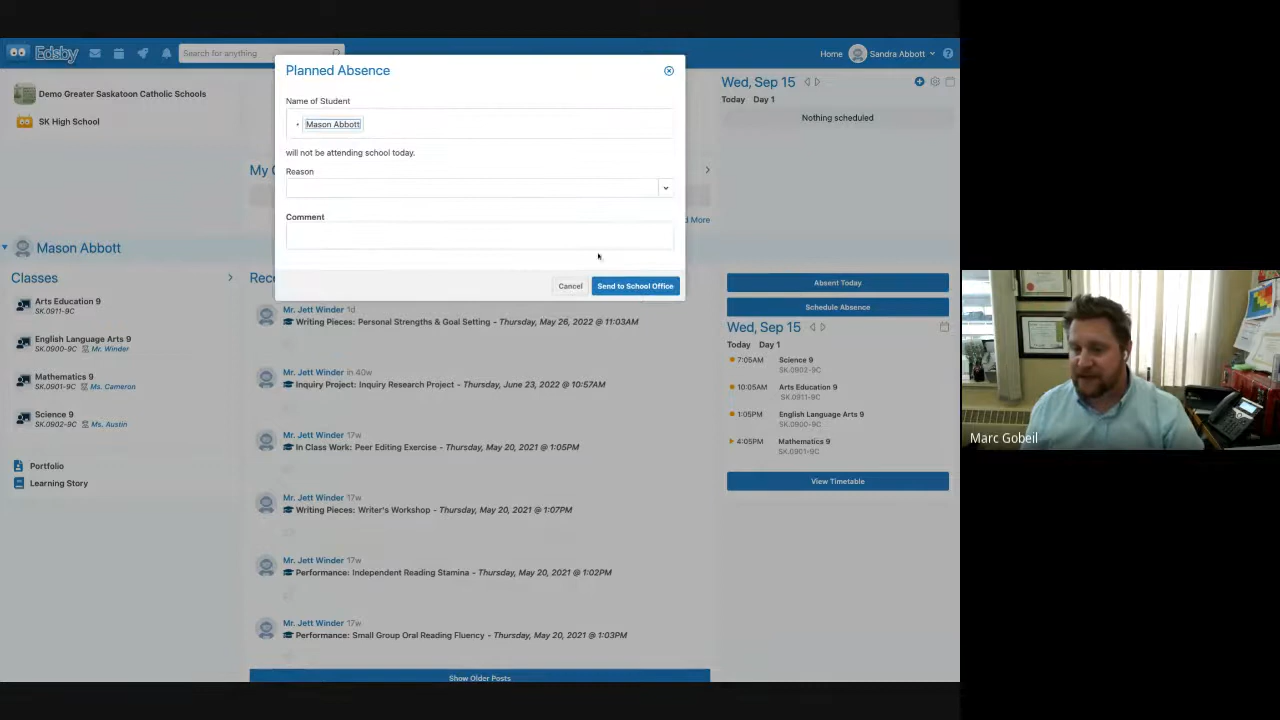 Edsby
Search for anything
Home
Sandra Abbott
Demo Greater Saskatoon Catholic Schools
SK High School
Planned Absence
Name of Student
Mason Abbott
will not be attending school today.
Reason
Comment
Cancel
Send to School Office
Wed, Sep 15
Today Day 1
Nothing scheduled
Mason Abbott
Classes
Arts Education 9
SK.0911-9C
English Language Arts 9
SK.0900-9C Mr. Winder
Mathematics 9
SK.0901-9C Ms. Cameron
Science 9
SK.0902-9C Ms. Austin
Portfolio
Learning Story
Mr. Jett Winder 1d
Writing Pieces: Personal Strengths & Goal Setting - Thursday, May 26, 2022 @ 11:03AM
Mr. Jett Winder in 40w
Inquiry Project: Inquiry Research Project - Thursday, June 23, 2022 @ 10:57AM
Mr. Jett Winder 17w
In Class Work: Peer Editing Exercise - Thursday, May 20, 2021 @ 1:05PM
Mr. Jett Winder 17w
Writing Pieces: Writer's Workshop - Thursday, May 20, 2021 @ 1:07PM
Mr. Jett Winder 17w
Performance: Independent Reading Stamina - Thursday, May 20, 2021 @ 1:02PM
Mr. Jett Winder 17w
Performance: Small Group Oral Reading Fluency - Thursday, May 20, 2021 @ 1:03PM
Show Older Posts
Absent Today
Schedule Absence
Wed, Sep 15
Today Day 1
7:05AM Science 9
SK.0902-9C
10:05AM Arts Education 9
SK.0911-9C
1:05PM English Language Arts 9
SK.0900-9C
4:05PM Mathematics 9
SK.0901-9C
View Timetable
Marc Gobeil